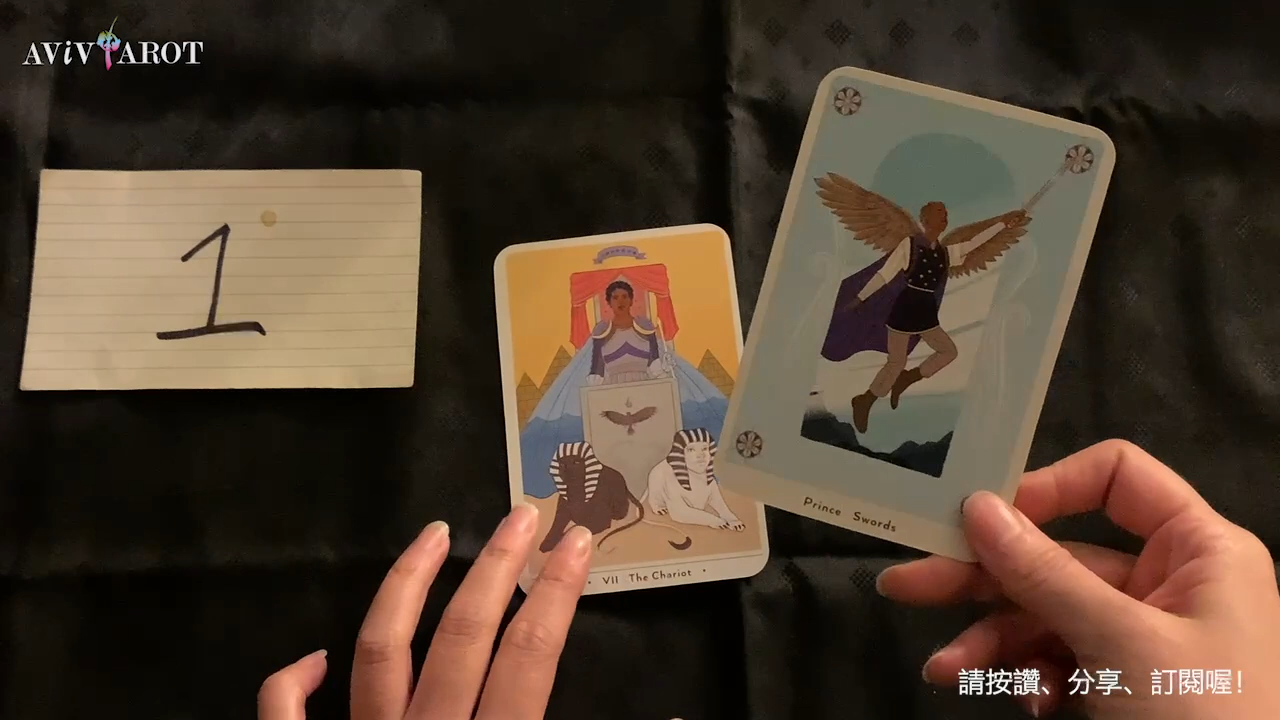 AViVTAROT
1
VII The Chariot
Prince Swords
請按讚、分享、訂閱喔!